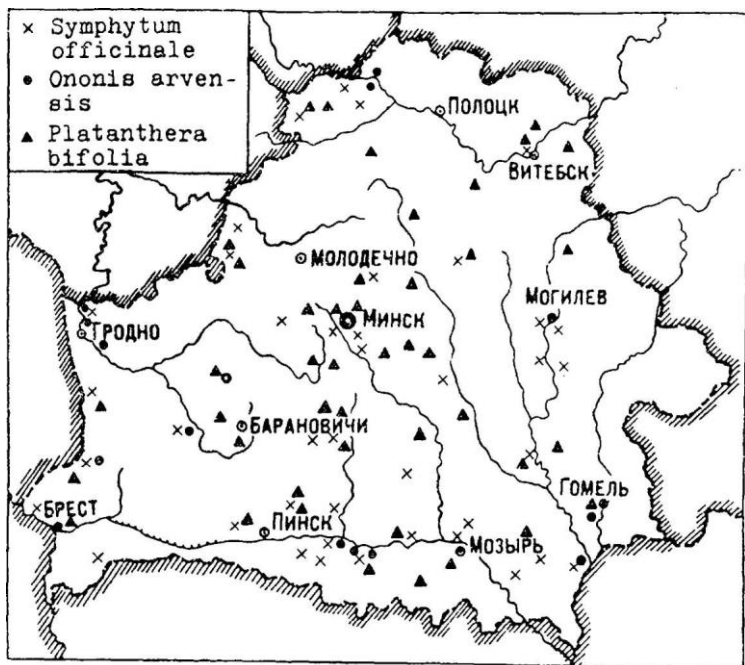 × Symphytum
officinale
● Ononis arven-
sis
▲ Platanthera
bifolia
ПОЛОЦК
ВИТЕБСК
МОЛОДЕЧНО
МОГИЛЕВ
МИНСК
ГРОДНО
БАРАНОВИЧИ
ГОМЕЛЬ
БРЕСТ
ПИНСК
МОЗЫРЬ